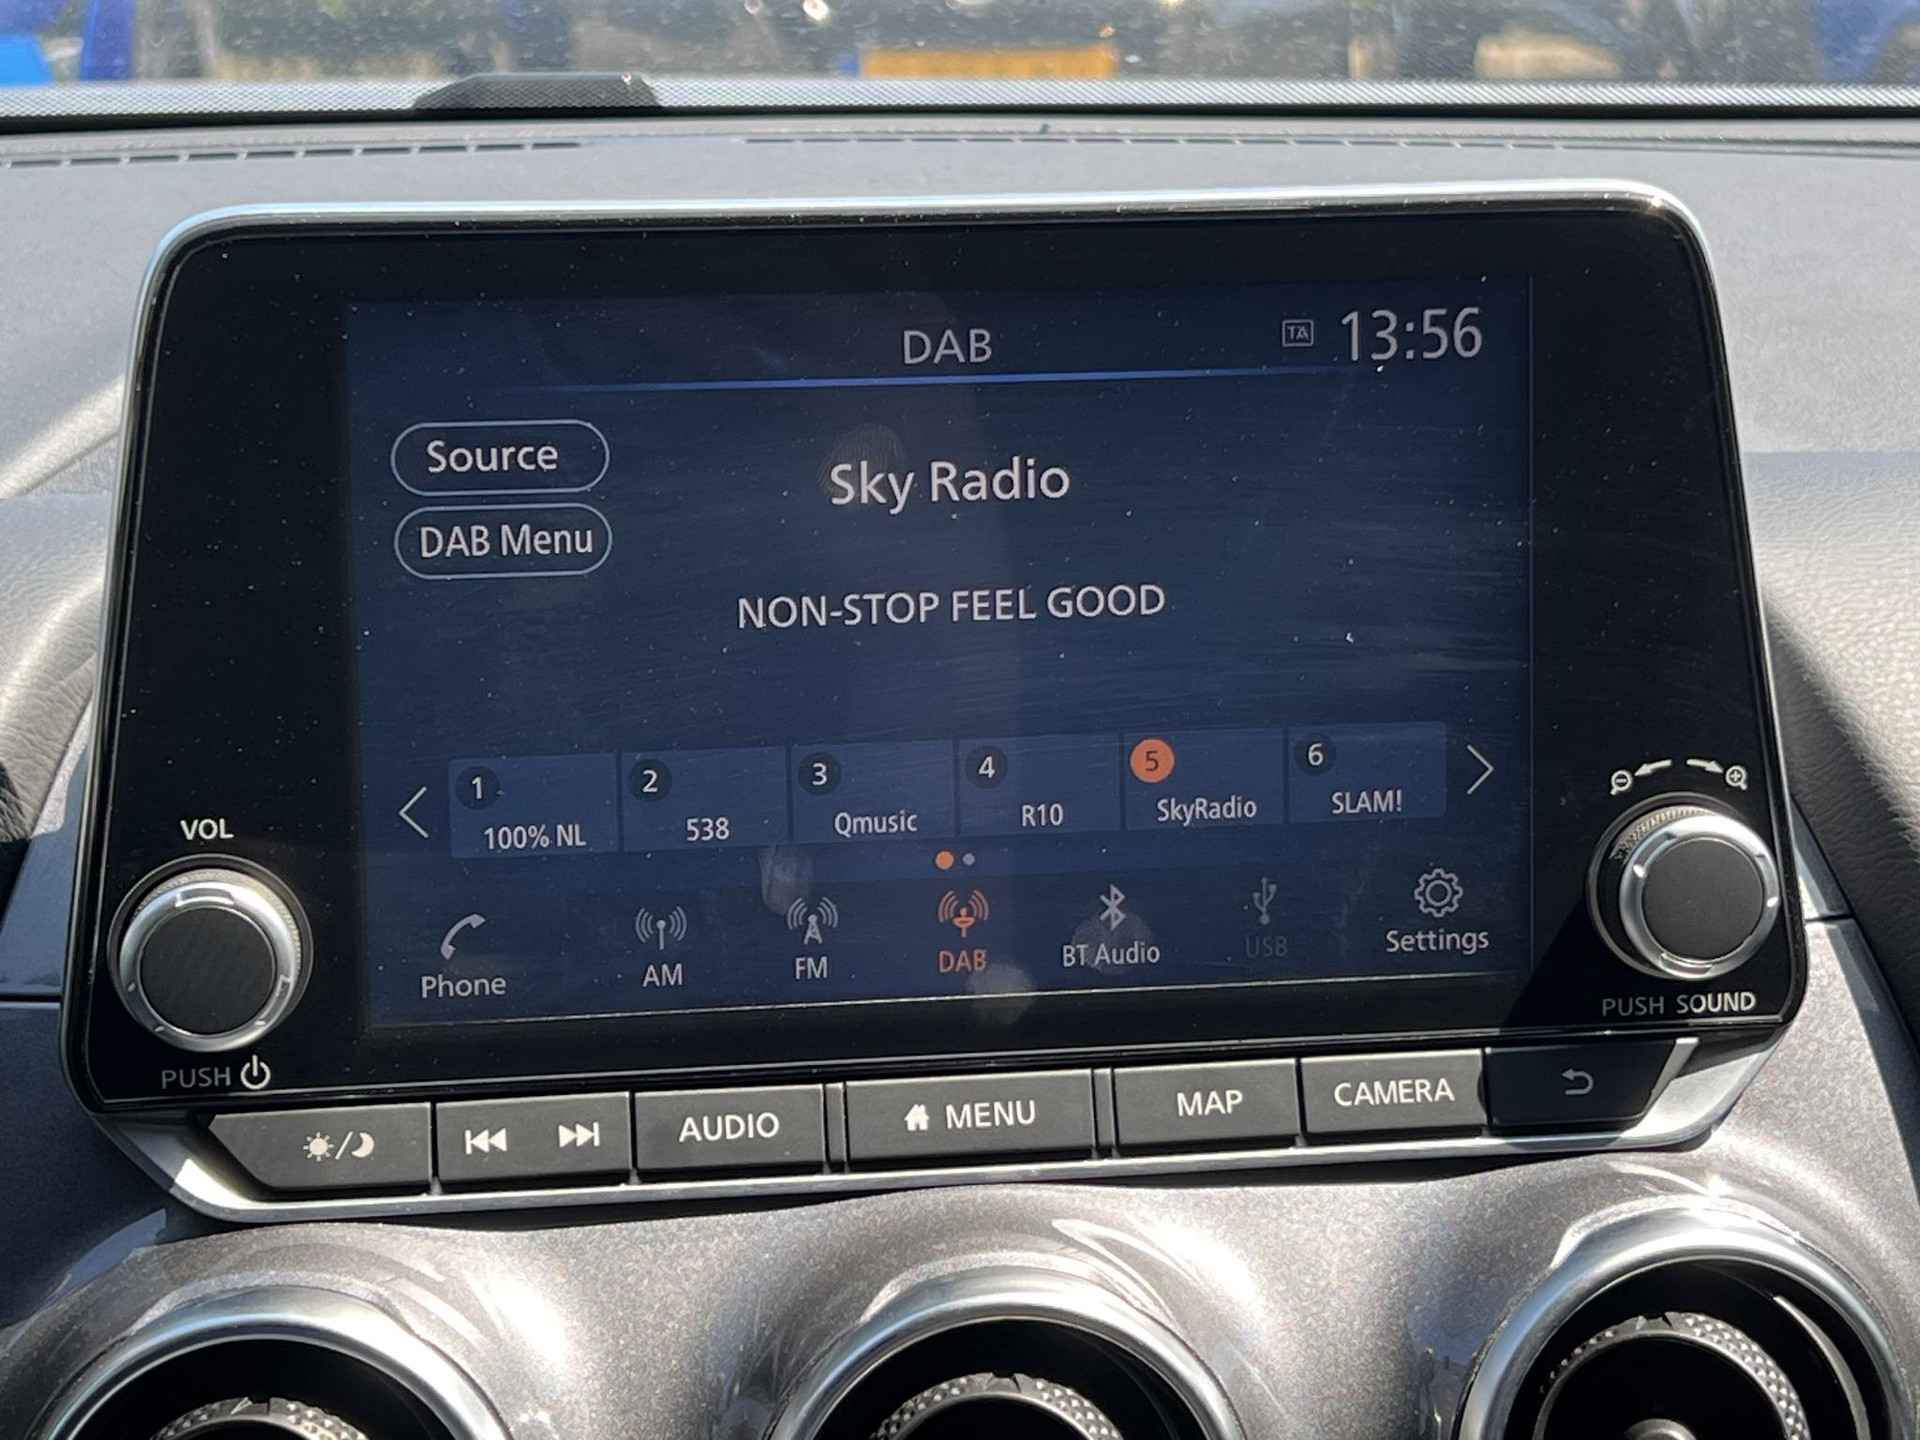 DAB
TA 13:56
Source
Sky Radio
DAB Menu
NON-STOP FEEL GOOD
1 2 3 4 5 6
100% NL 538 Qmusic R10 SkyRadio SLAM!
VOL
Phone AM FM DAB BT Audio USB Settings
PUSH
PUSH SOUND
AUDIO MENU MAP CAMERA